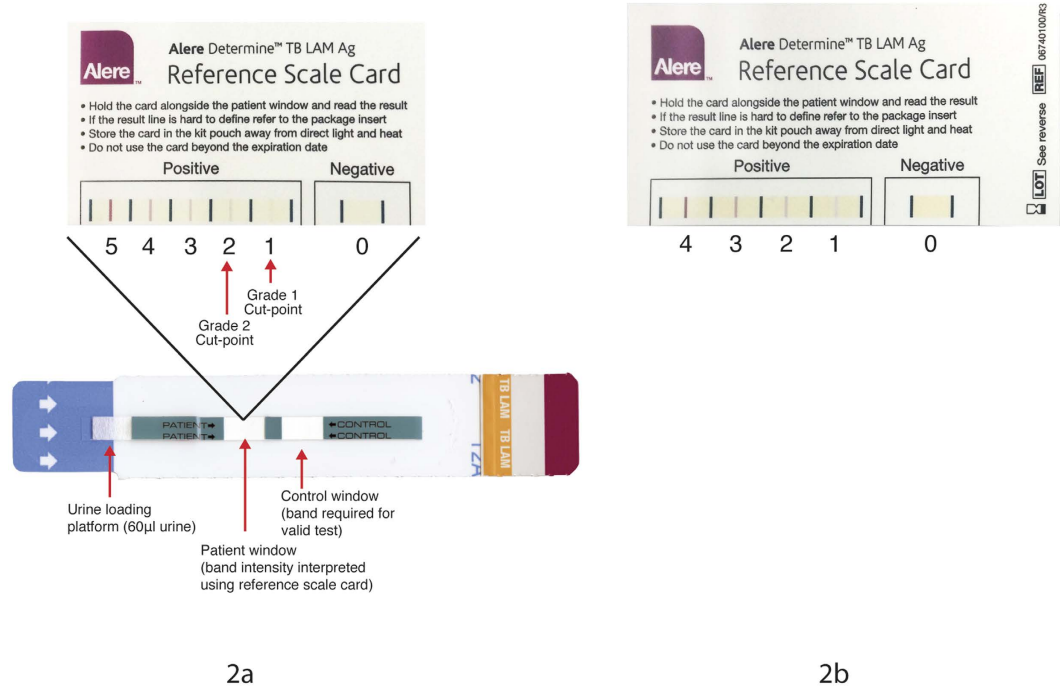 Alere™
Alere Determine™ TB LAM Ag
Reference Scale Card
• Hold the card alongside the patient window and read the result
• If the result line is hard to define refer to the package insert
• Store the card in the kit pouch away from direct light and heat
• Do not use the card beyond the expiration date
Positive Negative
5 4 3 2 1 0
Grade 1
Cut-point
Grade 2
Cut-point
PATIENT➔
PATIENT➔
←CONTROL
←CONTROL
TB LAM TB LAM
Urine loading
platform (60µl urine)
Control window
(band required for
valid test)
Patient window
(band intensity interpreted
using reference scale card)
2a
Alere™
Alere Determine™ TB LAM Ag
Reference Scale Card
• Hold the card alongside the patient window and read the result
• If the result line is hard to define refer to the package insert
• Store the card in the kit pouch away from direct light and heat
• Do not use the card beyond the expiration date
Positive Negative
4 3 2 1 0
LOT See reverse REF 06740100/R3
2b